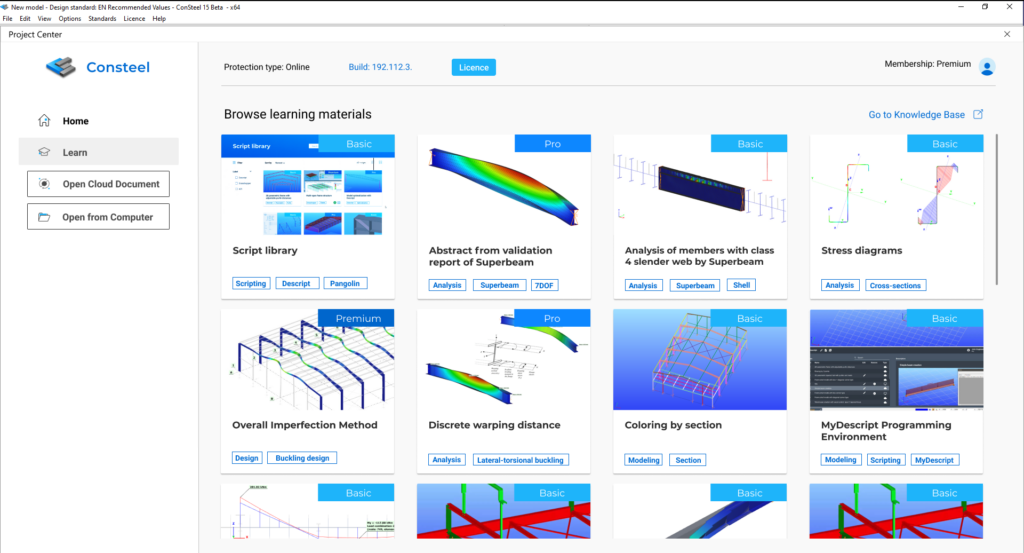 New model - Design standard: EN Recommended Values - ConSteel 15 Beta - x64
File Edit View Options Standards Licence Help
Project Center
Consteel
Protection type: Online Build: 192.112.3. Licence Membership: Premium
Home
Learn
Open Cloud Document
Open from Computer
Browse learning materials Go to Knowledge Base
Basic Pro Basic Basic
Script library
Script library
Abstract from validation
report of Superbeam
Analysis of members with class
4 slender web by Superbeam
Stress diagrams
Scripting Descript Pangolin
Analysis Superbeam 7DOF
Analysis Superbeam Shell
Analysis Cross-sections
Premium Pro Basic Basic
Overall Imperfection Method
Discrete warping distance
Coloring by section
MyDescript Programming
Environment
Design Buckling design
Analysis Lateral-torsional buckling
Modeling Section
Modeling Scripting MyDescript
Basic Basic Basic Basic